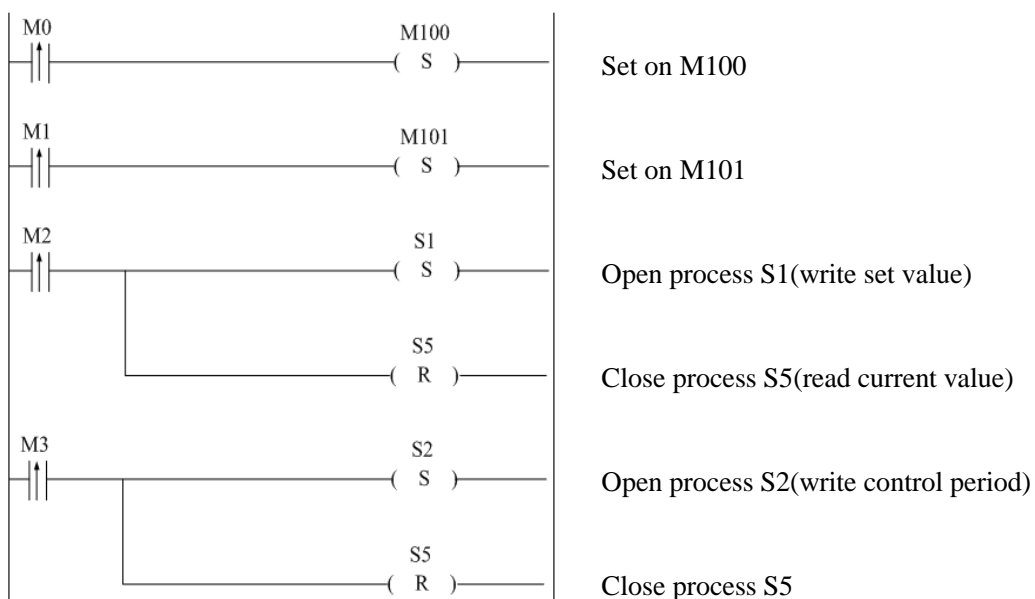 M0
M100
( S )
Set on M100
M1
M101
( S )
Set on M101
M2
S1
( S )
Open process S1(write set value)
S5
( R )
Close process S5(read current value)
M3
S2
( S )
Open process S2(write control period)
S5
( R )
Close process S5